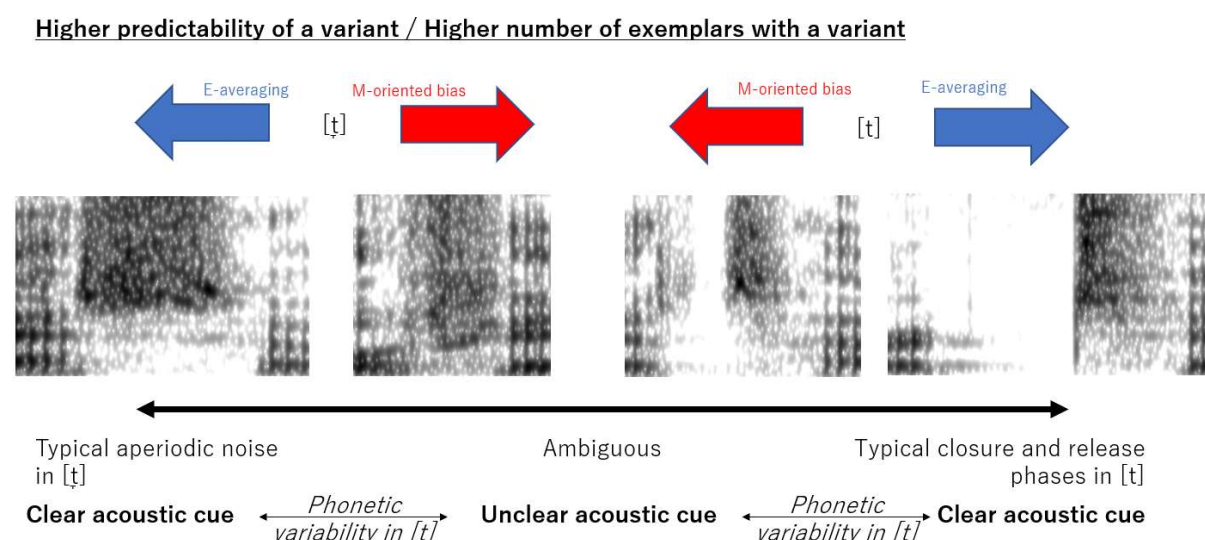 Higher predictability of a variant / Higher number of exemplars with a variant
E-averaging
[t̞]
M-oriented bias
M-oriented bias
[t]
E-averaging
Typical aperiodic noise
in [t̞]
Ambiguous
Typical closure and release
phases in [t]
Clear acoustic cue
Phonetic
variability in [t̞]
Unclear acoustic cue
Phonetic
variability in [t]
Clear acoustic cue